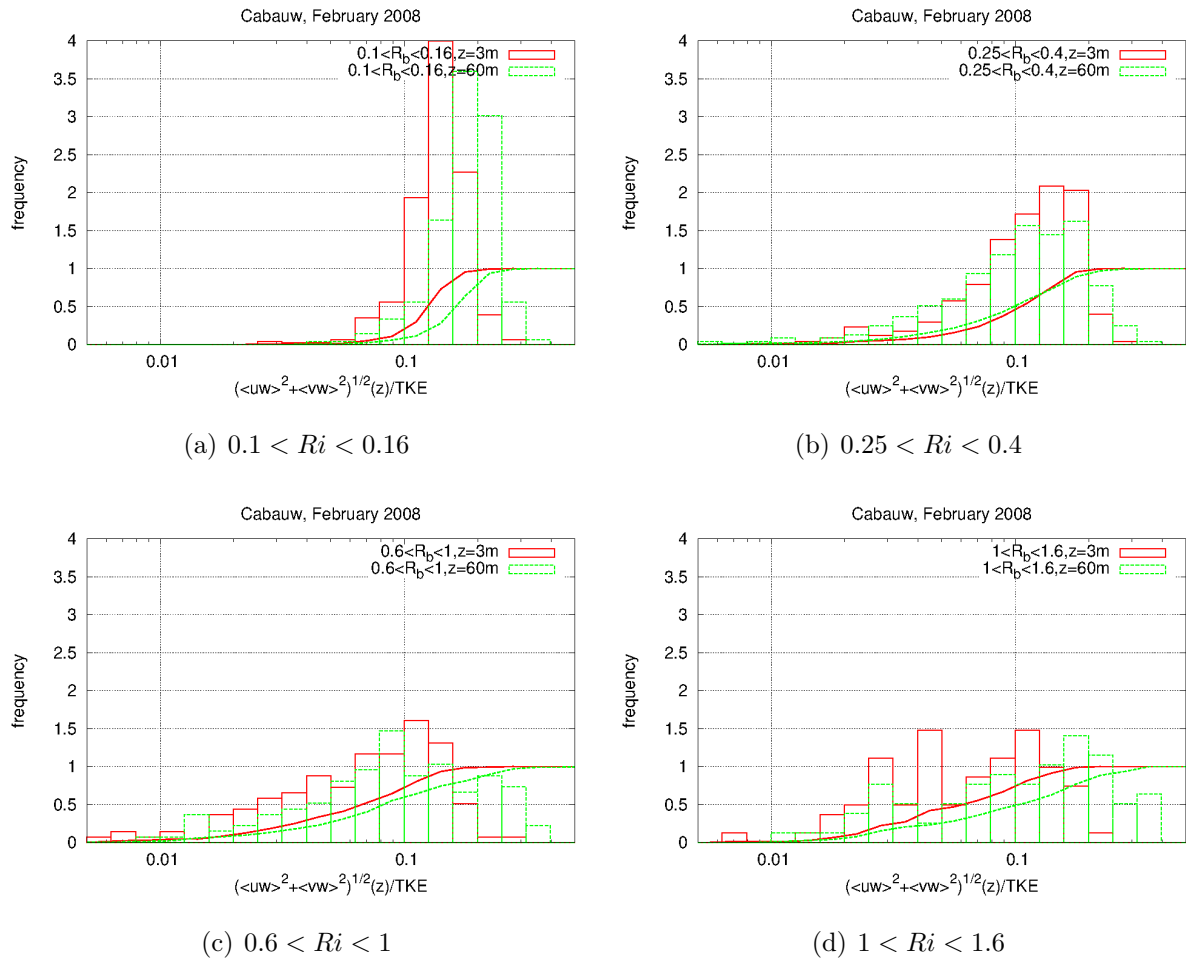 Cabauw, February 2008
0.1<R_b<0.16,z=3m
0.1<R_b<0.16,z=60m
frequency
4
3.5
3
2.5
2
1.5
1
0.5
0
0.01 0.1
(<uw>^2+<vw>^2)^1/2(z)/TKE
(a) 0.1 < Ri < 0.16
Cabauw, February 2008
0.25<R_b<0.4,z=3m
0.25<R_b<0.4,z=60m
frequency
4
3.5
3
2.5
2
1.5
1
0.5
0
0.01 0.1
(<uw>^2+<vw>^2)^1/2(z)/TKE
(b) 0.25 < Ri < 0.4
Cabauw, February 2008
0.6<R_b<1,z=3m
0.6<R_b<1,z=60m
frequency
4
3.5
3
2.5
2
1.5
1
0.5
0
0.01 0.1
(<uw>^2+<vw>^2)^1/2(z)/TKE
(c) 0.6 < Ri < 1
Cabauw, February 2008
1<R_b<1.6,z=3m
1<R_b<1.6,z=60m
frequency
4
3.5
3
2.5
2
1.5
1
0.5
0
0.01 0.1
(<uw>^2+<vw>^2)^1/2(z)/TKE
(d) 1 < Ri < 1.6